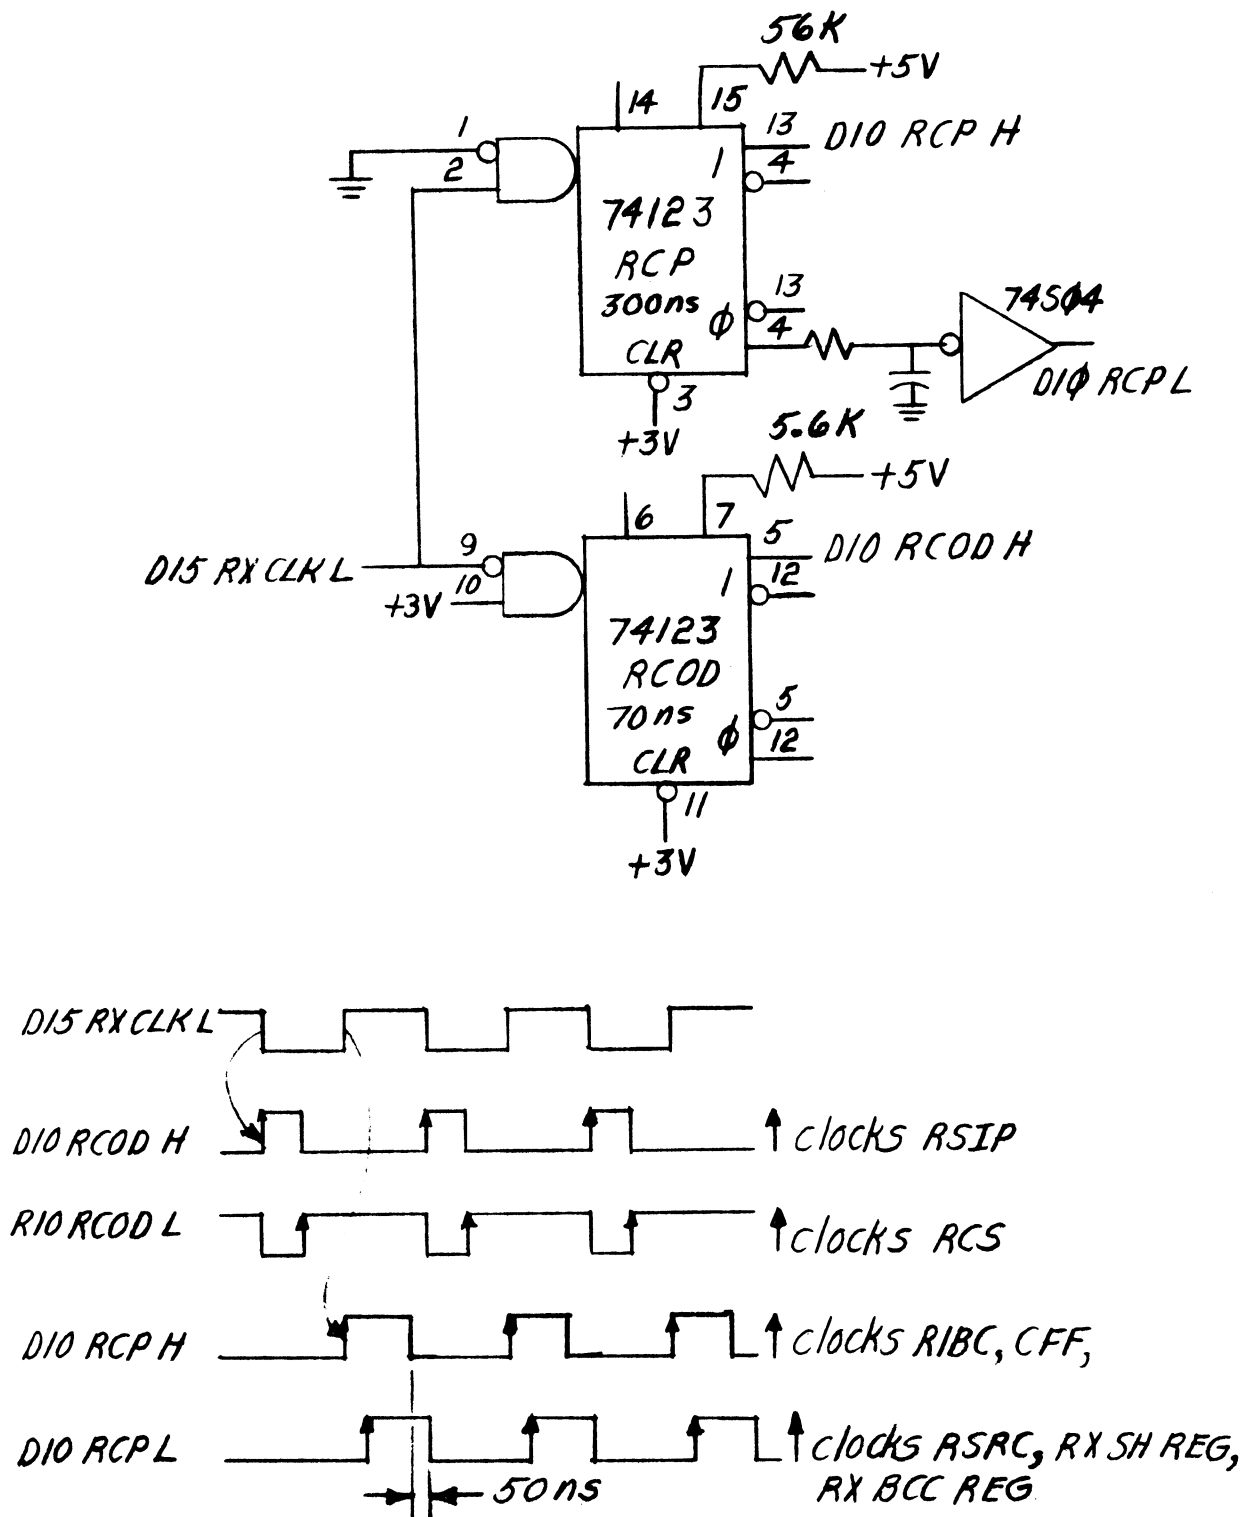 56K
+5V
14
15
1
2
13
D10 RCP H
4
1
74123
RCP
300ns
13
ϕ
4
74Sϕ4
D1ϕ RCP L
CLR
3
+3V
5.6K
+5V
6
7
5
D10 RCOD H
D15 RX CLK L
9
10
+3V
12
1
74123
RCOD
70ns
5
ϕ
12
CLR
11
+3V
D15 RX CLK L
D10 RCOD H
clocks RSIP
R10 RCOD L
clocks RCS
D10 RCP H
clocks RIBC, CFF,
D10 RCP L
clocks RSRC, RX SH REG,
RX BCC REG
50ns